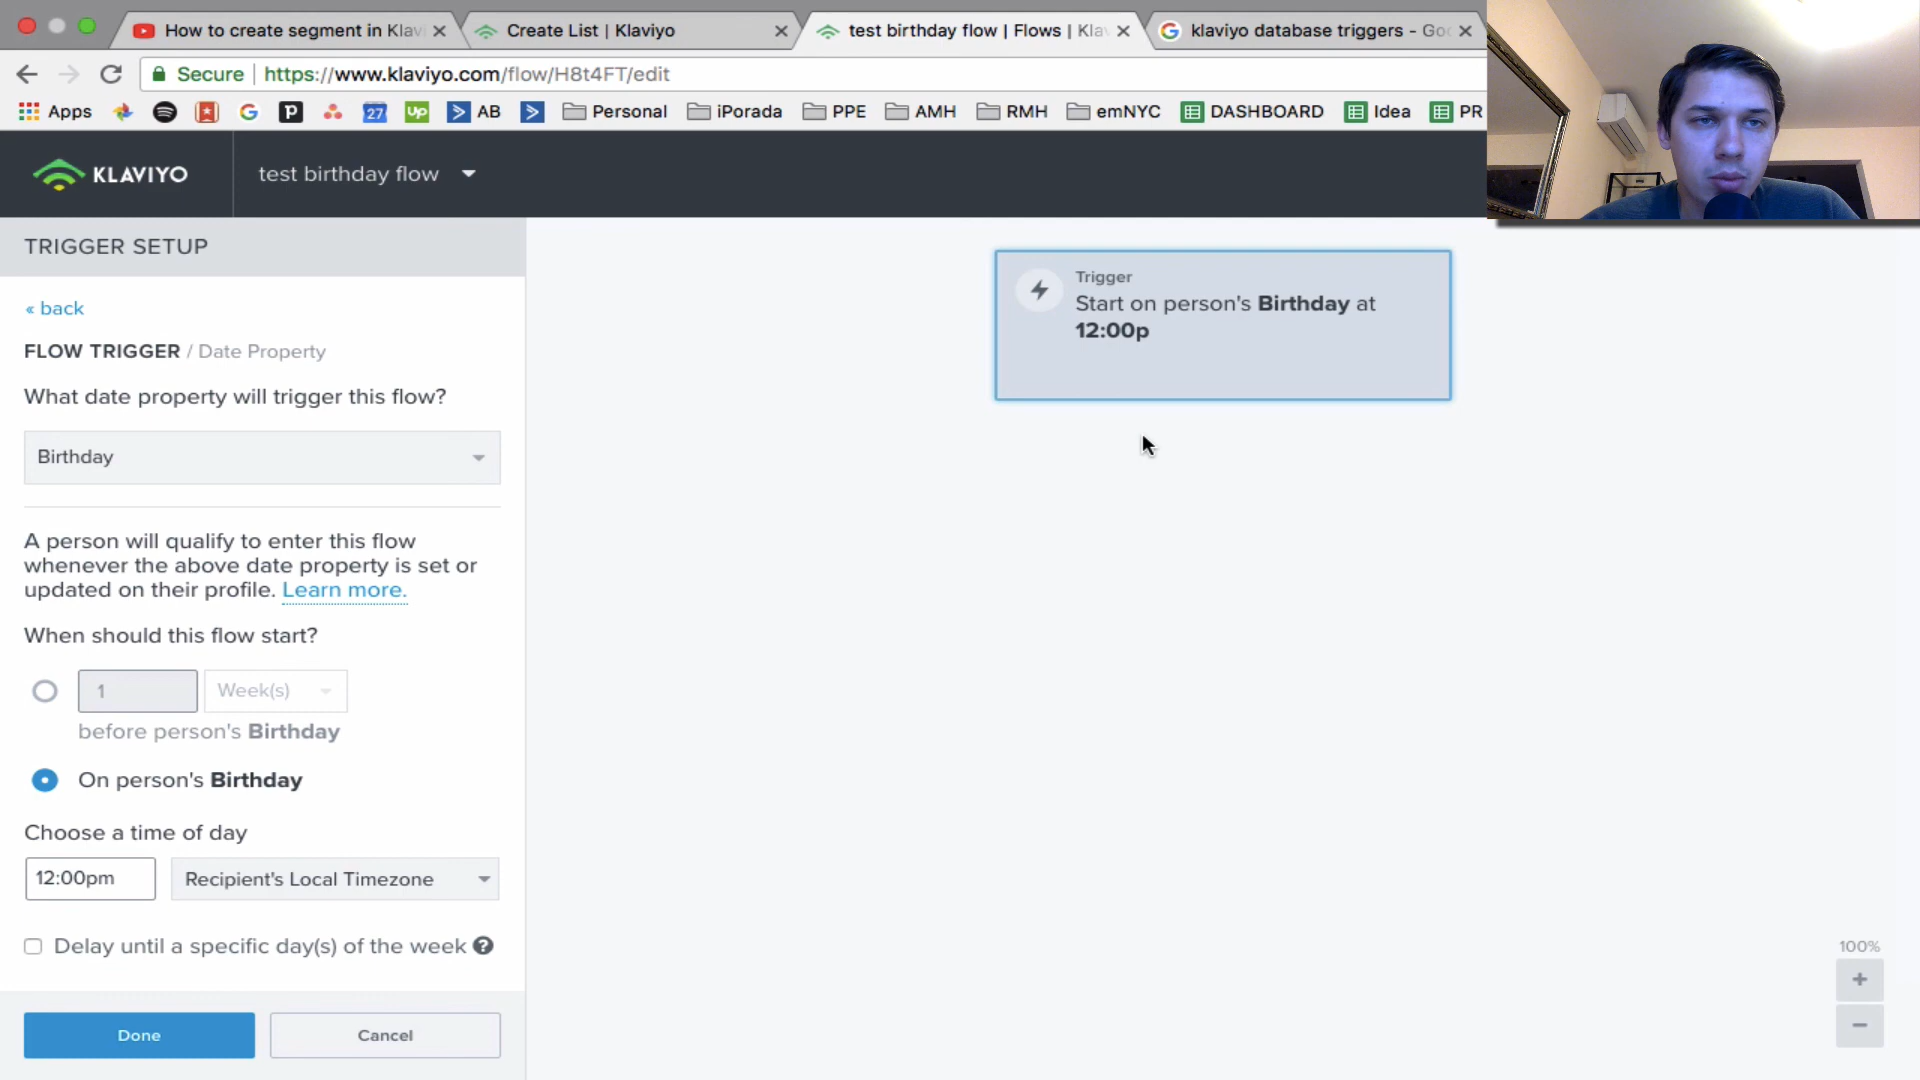 How to create segment in Klav
Create List | Klaviyo
test birthday flow | Flows | Kla
klaviyo database triggers - Goo
Secure
https://www.klaviyo.com/flow/H8t4FT/edit
Apps
27
up
AB
Personal
iPorada
PPE
AMH
RMH
emNYC
DASHBOARD
Idea
PR
KLAVIYO
test birthday flow
TRIGGER SETUP
« back
FLOW TRIGGER / Date Property
What date property will trigger this flow?
Birthday
A person will qualify to enter this flow
whenever the above date property is set or
updated on their profile. Learn more.
When should this flow start?
1
Week(s)
before person's Birthday
On person's Birthday
Choose a time of day
12:00pm
Recipient's Local Timezone
Delay until a specific day(s) of the week ?
Done
Cancel
Trigger
Start on person's Birthday at
12:00p
100%
+
−